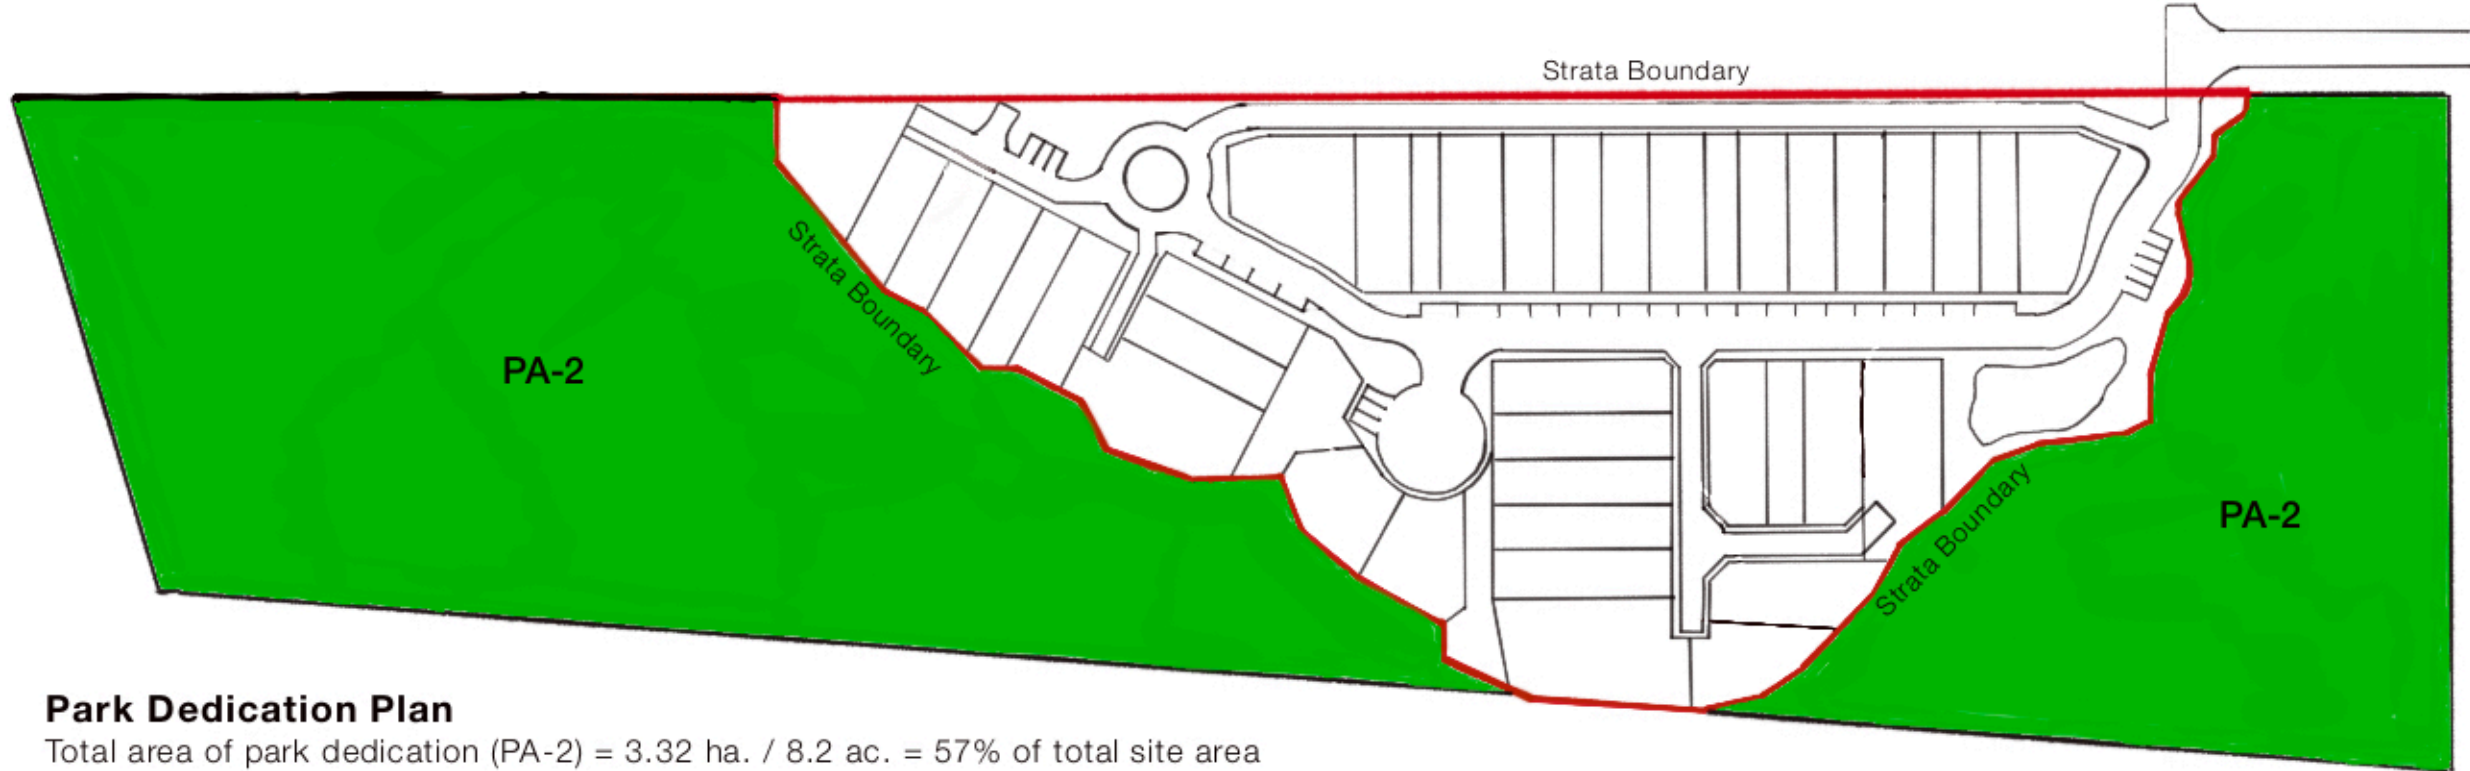 Strata Boundary
Strata Boundary
PA-2
PA-2
Strata Boundary
Park Dedication Plan
Total area of park dedication (PA-2) = 3.32 ha. / 8.2 ac. = 57% of total site area